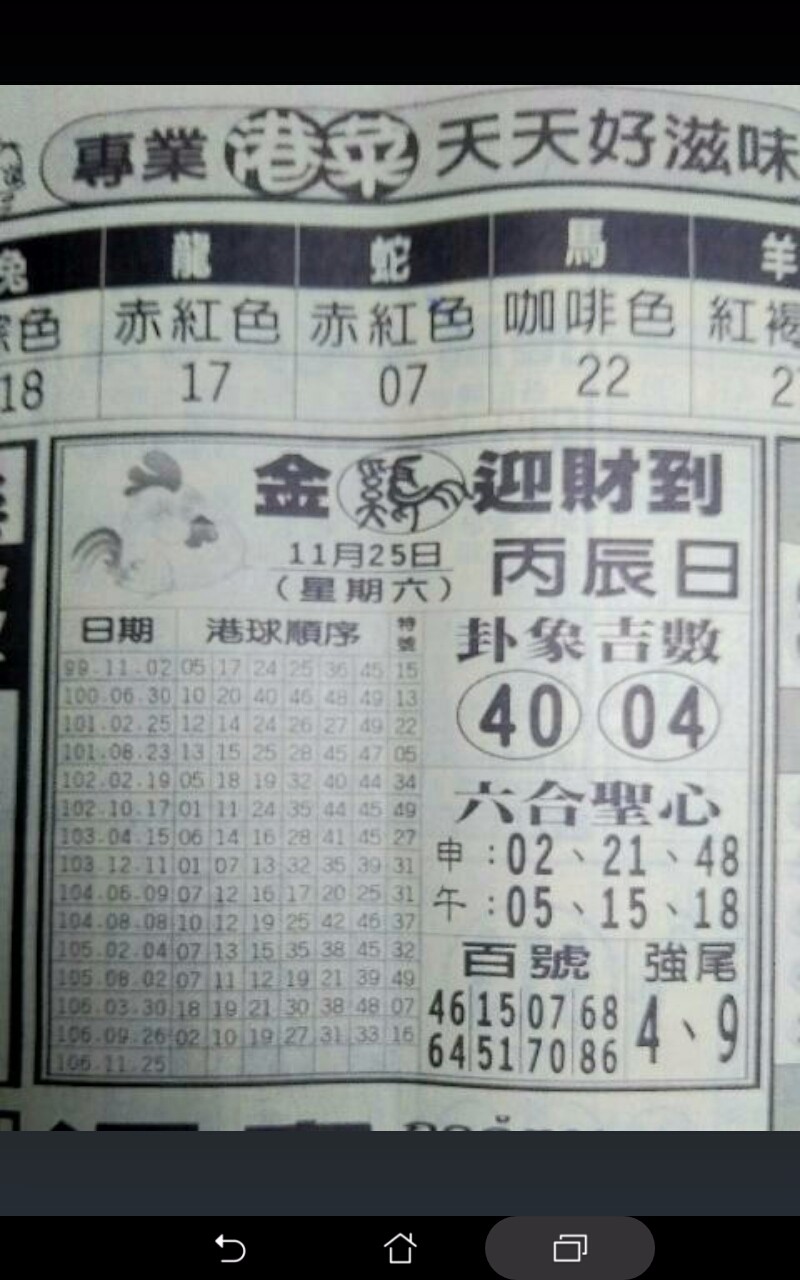 專業港菜天天好滋味
兔 龍 蛇 馬 羊
棕色 赤紅色 赤紅色 咖啡色 紅褐
18 17 07 22 2
金雞迎財到
11月25日
(星期六)
丙辰日
日期 港球順序 特號
99.11.02 05 17 24 25 36 45 15
100.06.30 10 20 40 46 48 49 13
101.02.25 12 14 24 26 27 49 22
101.08.23 13 15 25 28 45 47 05
102.02.19 05 18 19 32 40 44 34
102.10.17 01 11 24 35 44 45 49
103.04.15 06 14 16 28 41 45 27
103.12.11 01 07 13 32 35 39 31
104.06.09 07 12 16 17 20 25 31
104.08.08 10 12 19 25 42 46 37
105.02.04 07 13 15 35 38 45 32
105.08.02 07 11 12 19 21 39 49
106.03.30 18 19 21 30 38 48 07
106.09.26 02 10 19 27 31 33 16
106.11.25
卦象吉數
40 04
六合聖心
申:02、21、48
午:05、15、18
百號
46 15 07 68
64 51 70 86
強尾
4、9